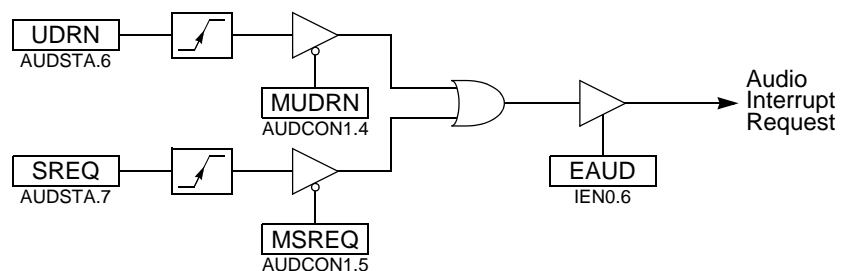 UDRN
AUDSTA.6
MUDRN
AUDCON1.4
SREQ
AUDSTA.7
MSREQ
AUDCON1.5
EAUD
IEN0.6
Audio
Interrupt
Request